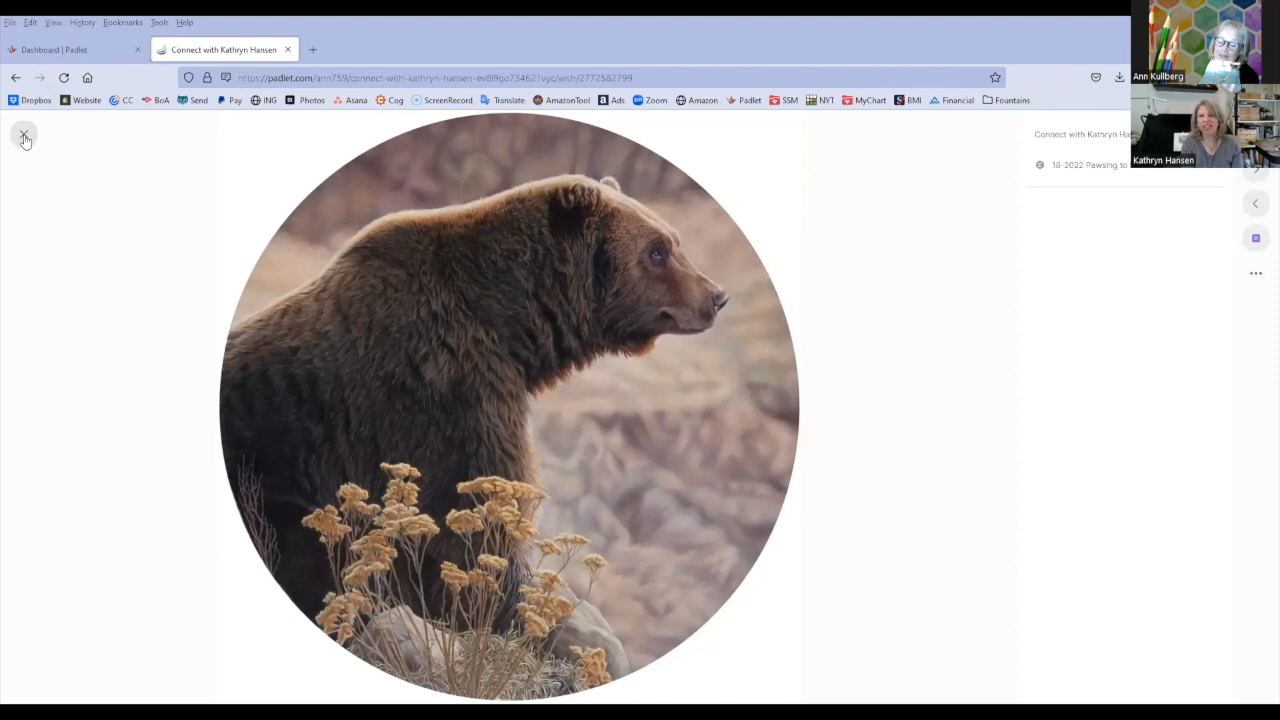 File Edit View History Bookmarks Tools Help
Dashboard | Padlet
Connect with Kathryn Hansen
https://padlet.com/ann759/connect-with-kathryn-hansen-ev8l9go734621vyc/wish/2772582799
Dropbox Website CC BoA Send Pay ING Photos Asana Cog ScreenRecord Translate AmazonTool Ads Zoom Amazon Padlet SSM NYT MyChart BMI Financial Fountains
Ann Kullberg
Kathryn Hansen
Connect with Kathryn Ha
18-2022 Pawsing to